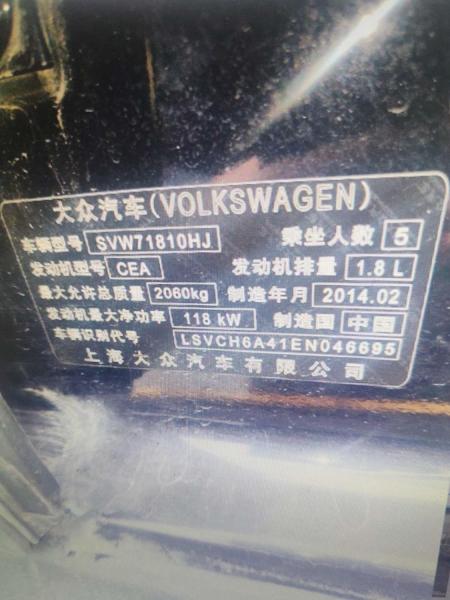 大众汽车(VOLKSWAGEN)
车辆型号 SVW71810HJ 乘坐人数 5
发动机型号 CEA 发动机排量 1.8 L
最大允许总质量 2060kg 制造年月 2014.02
发动机最大净功率 118 kW 制造国 中国
车辆识别代号 LSVCH6A41EN046695
上海大众汽车有限公司